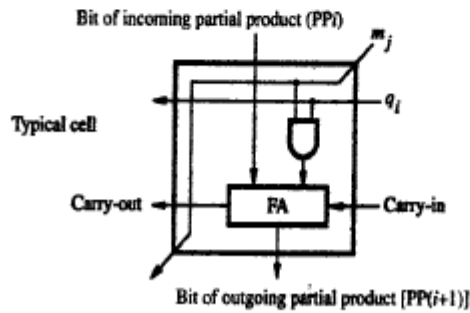 Bit of incoming partial product (PPi)
m_j
q_i
Typical cell
Carry-out
FA
Carry-in
Bit of outgoing partial product [PP(i+1)]